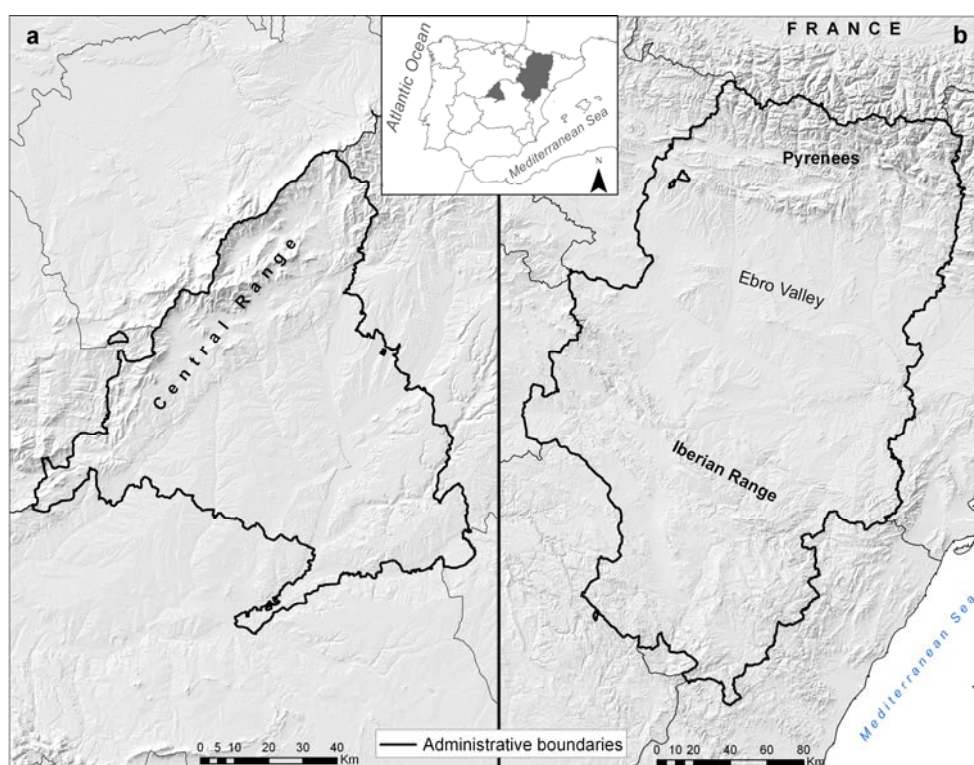 a
Atlantic Ocean
Mediterranean Sea
N
FRANCE
b
Pyrenees
Central Range
Ebro Valley
Iberian Range
Mediterranean Sea
0 5 10 20 30 40
Km
Administrative boundaries
0 10 20 40 60 80
Km